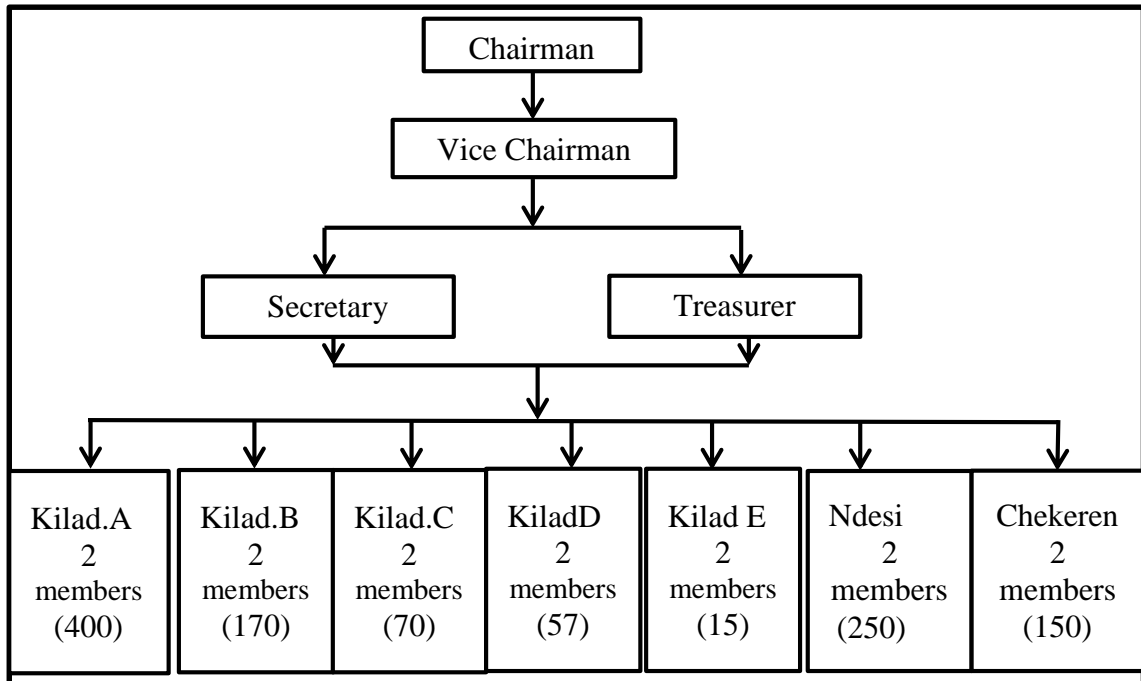 Chairman
Vice Chairman
Secretary
Treasurer
Kilad.A
2
members
(400)
Kilad.B
2
members
(170)
Kilad.C
2
members
(70)
KiladD
2
members
(57)
Kilad E
2
members
(15)
Ndesi
2
members
(250)
Chekeren
2
members
(150)